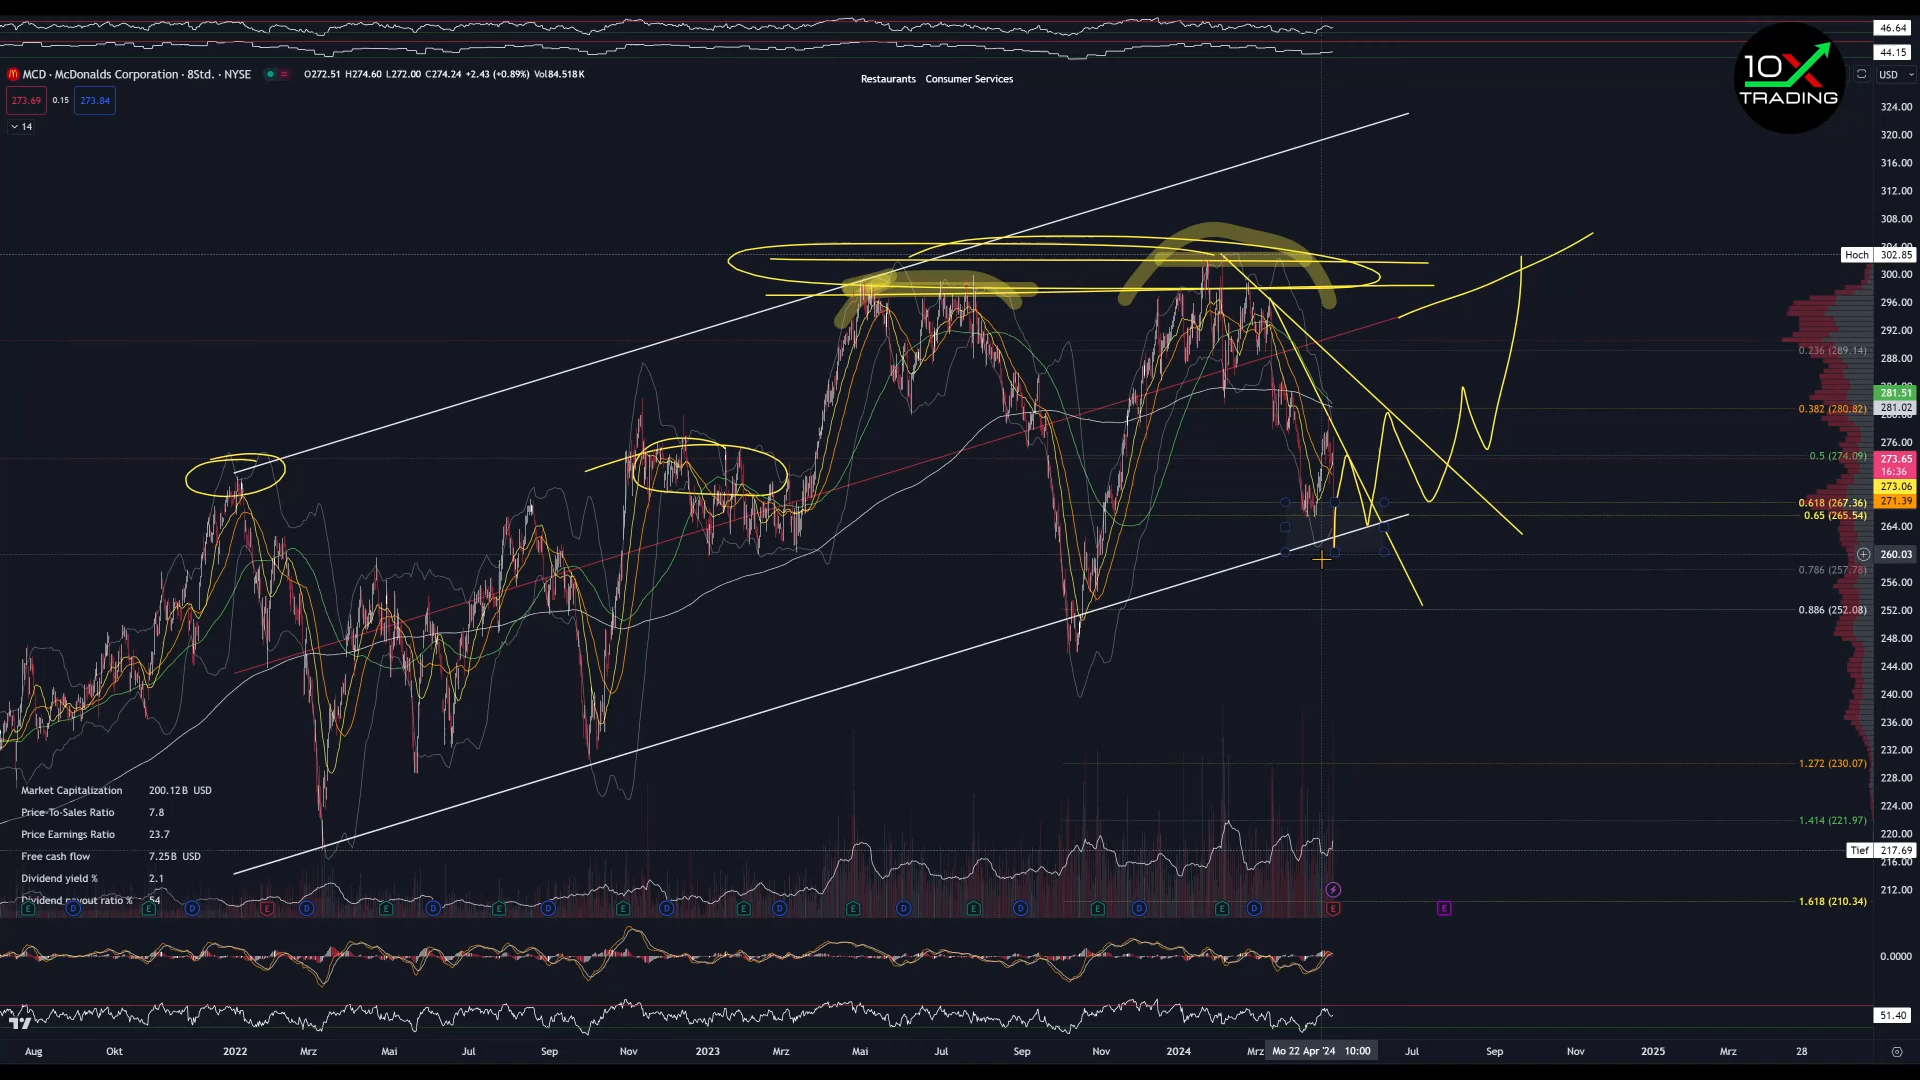 46.64
44.15
10X
TRADING
MCD · McDonalds Corporation · 8Std. · NYSE
O272.51 H274.60 L272.00 C274.24 +2.43 (+0.89%) Vol84.518K
Restaurants Consumer Services
USD
273.69 0.15 273.84
14
324.00
320.00
316.00
312.00
308.00
Hoch 302.85
300.00
296.00
292.00
0.236 (289.14)
288.00
281.51
0.382 (280.82) 281.02
276.00
0.5 (274.09) 273.65
16:36
273.06
0.618 (267.36) 271.39
0.65 (265.54)
264.00
260.03
0.786 (257.78)
256.00
0.886 (252.08) 252.00
248.00
244.00
240.00
236.00
232.00
1.272 (230.07)
228.00
224.00
1.414 (221.97)
220.00
Tief 217.69
216.00
212.00
1.618 (210.34)
Market Capitalization 200.12B USD
Price-To-Sales Ratio 7.8
Price Earnings Ratio 23.7
Free cash flow 7.25B USD
Dividend yield % 2.1
Dividend payout ratio % 54
E D E D E D E D E D E D E D E D E D E D E D E E
0.0000
51.40
Aug Okt 2022 Mrz Mai Jul Sep Nov 2023 Mrz Mai Jul Sep Nov 2024 Mrz Mo 22 Apr '24 10:00 Jul Sep Nov 2025 Mrz 28